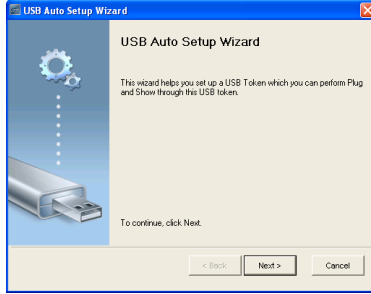 USB Auto Setup Wizard
USB Auto Setup Wizard
This wizard helps you set up a USB Token which you can perform Plug
and Show through this USB token.
To continue, click Next.
< Back Next > Cancel